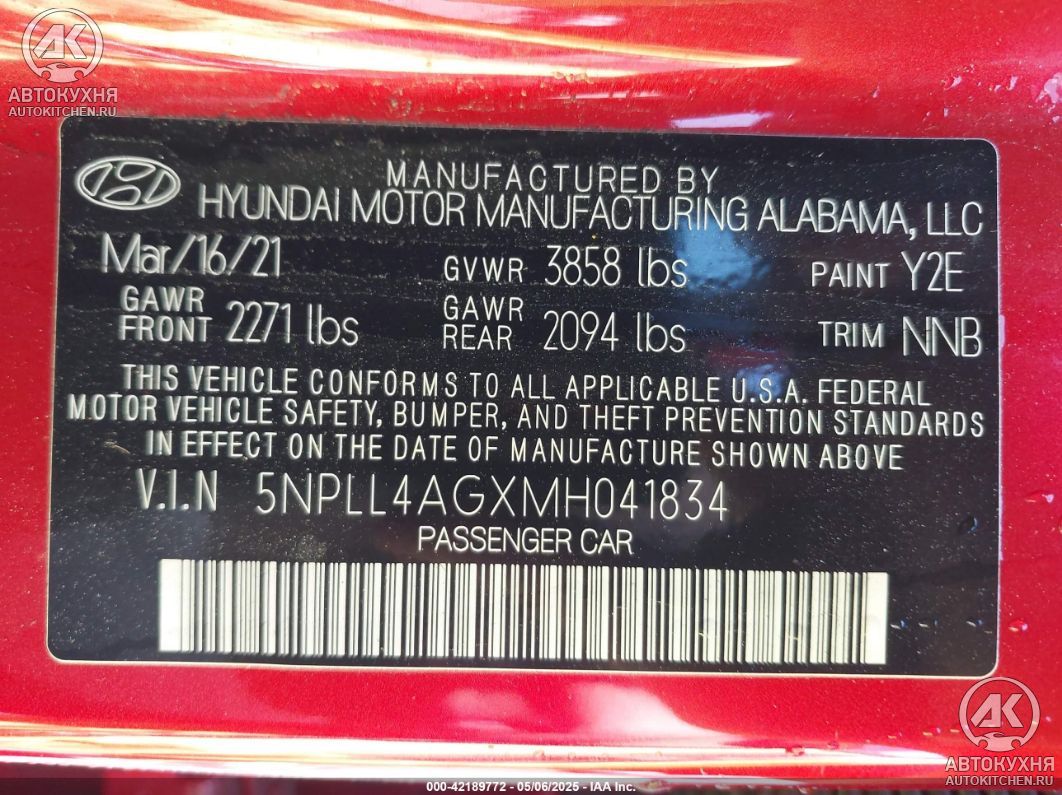 AK
АВТОКУХНЯ
AUTOKITCHEN.RU
MANUFACTURED BY
HYUNDAI MOTOR MANUFACTURING ALABAMA, LLC
Mar/16/21 GVWR 3858 lbs PAINT Y2E
GAWR FRONT 2271 lbs GAWR REAR 2094 lbs TRIM NNB
THIS VEHICLE CONFORMS TO ALL APPLICABLE U.S.A. FEDERAL
MOTOR VEHICLE SAFETY, BUMPER, AND THEFT PREVENTION STANDARDS
IN EFFECT ON THE DATE OF MANUFACTURE SHOWN ABOVE
V.I.N 5NPLL4AGXMH041834
PASSENGER CAR
AK
АВТОКУХНЯ
AUTOKITCHEN.RU
000-42189772 - 05/06/2025 - IAA Inc.